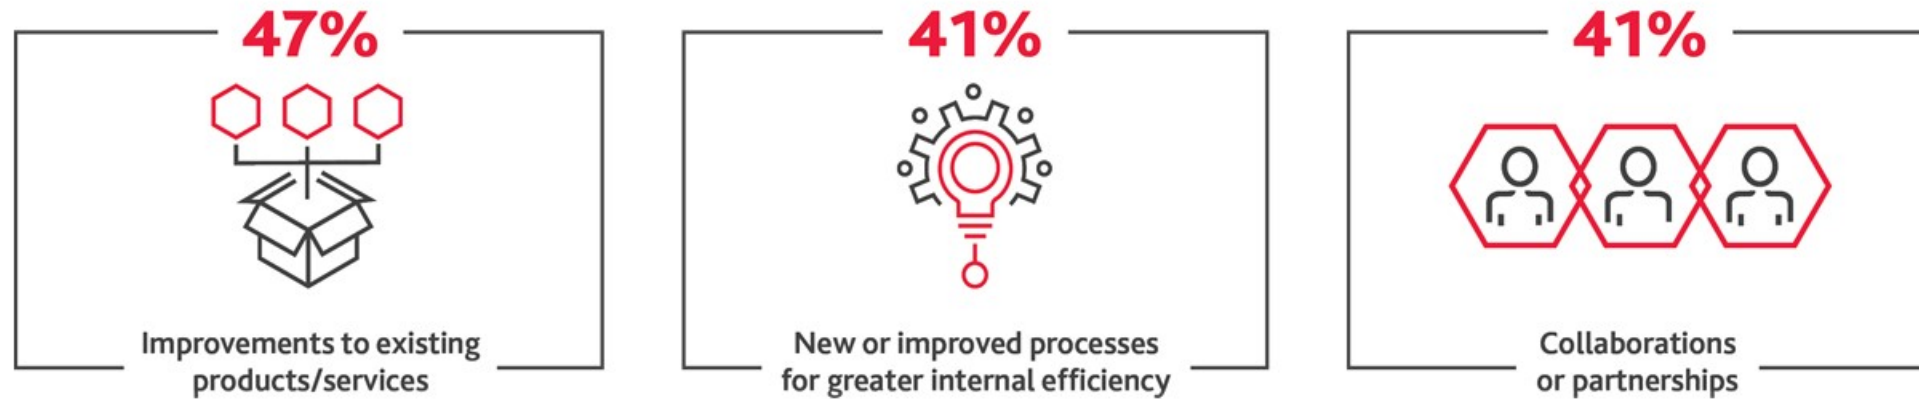 47%
Improvements to existing
products/services
41%
New or improved processes
for greater internal efficiency
41%
Collaborations
or partnerships